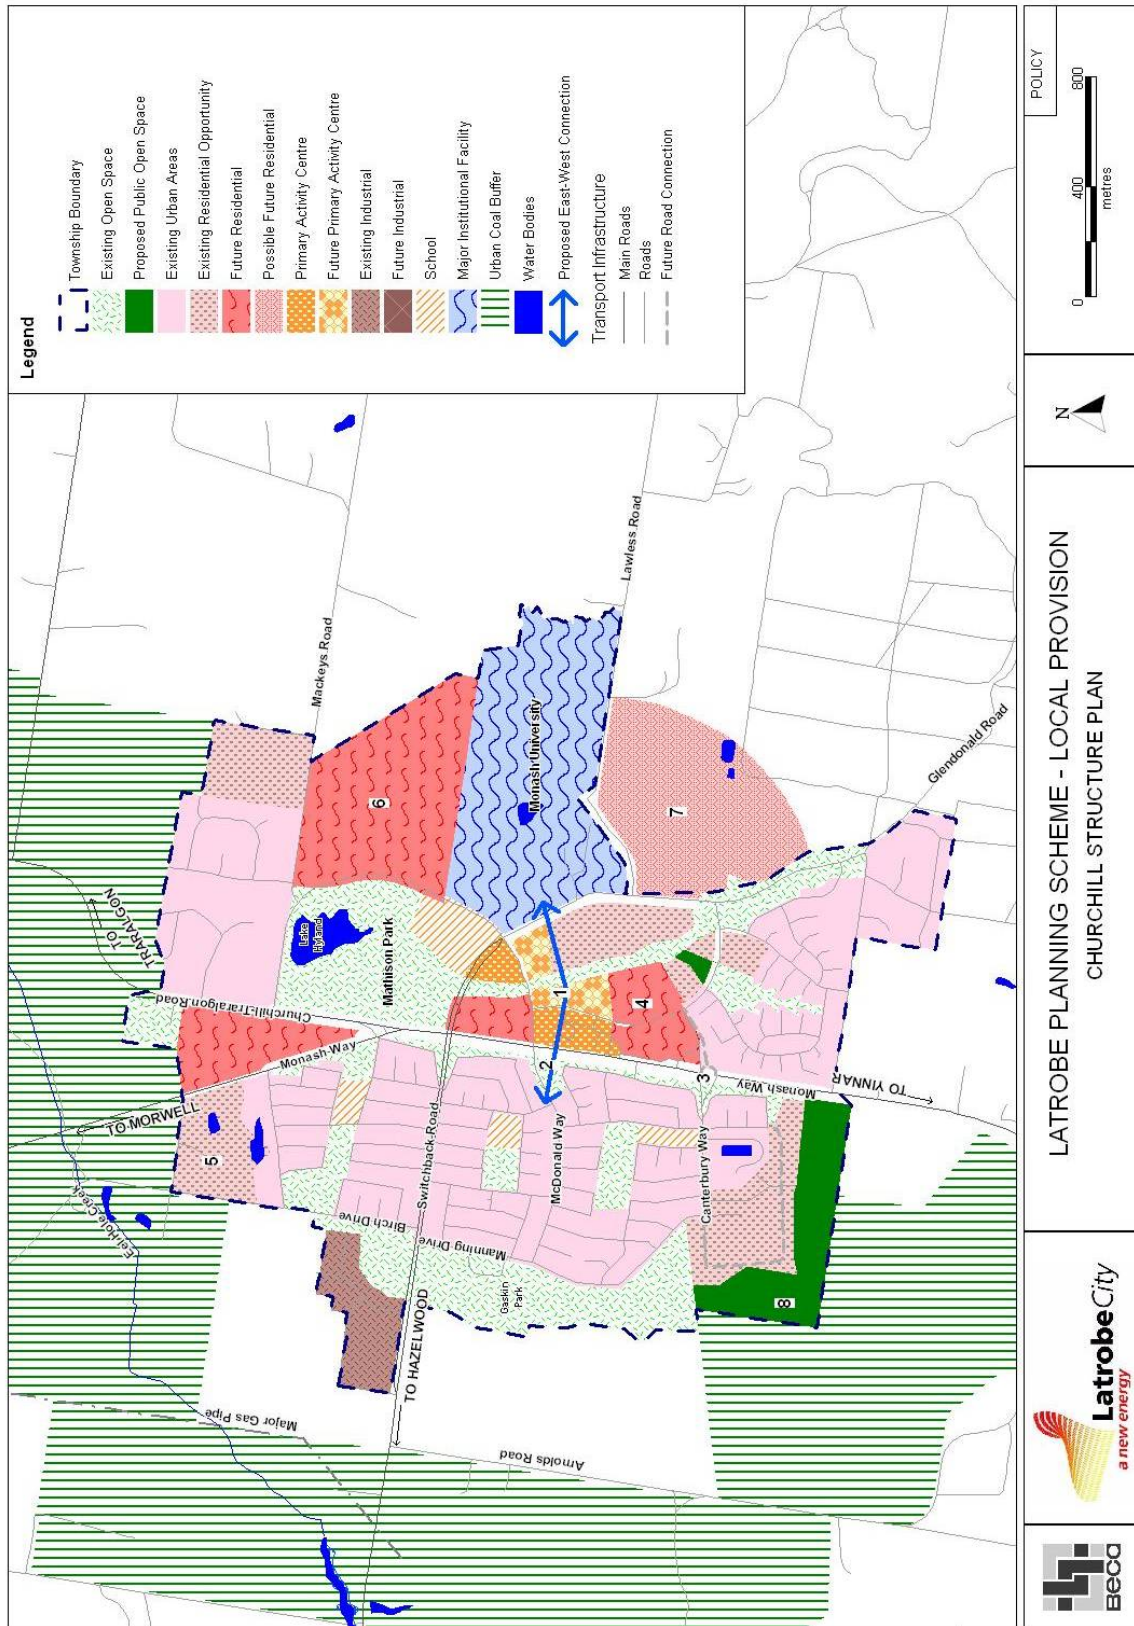 Legend
Township Boundary
Existing Open Space
Proposed Public Open Space
Existing Urban Areas
Existing Residential Opportunity
Future Residential
Possible Future Residential
Primary Activity Centre
Future Primary Activity Centre
Existing Industrial
Future Industrial
School
Major Institutional Facility
Urban Coal Buffer
Water Bodies
Proposed East-West Connection
Transport Infrastructure
Main Roads
Roads
Future Road Connection
TO
TRARALGON
Churchill-Traralgon Road
Mackeys Road
Lake
Hyland
Mathison Park
Monash Way
TO MORWELL
5
Eel Hole Creek
6
Monash University
Lawless Road
7
Glendonald Road
1
2
3
4
Switchback Road
Birch Drive
Manning Drive
McDonald Way
Canterbury Way
Gaskin
Park
Monash Way
TO YINNAR
8
TO HAZELWOOD
Major Gas Pipe
Arnolds Road
Beca
LatrobeCity
a new energy
LATROBE PLANNING SCHEME - LOCAL PROVISION
CHURCHILL STRUCTURE PLAN
N
POLICY
0
400
800
metres